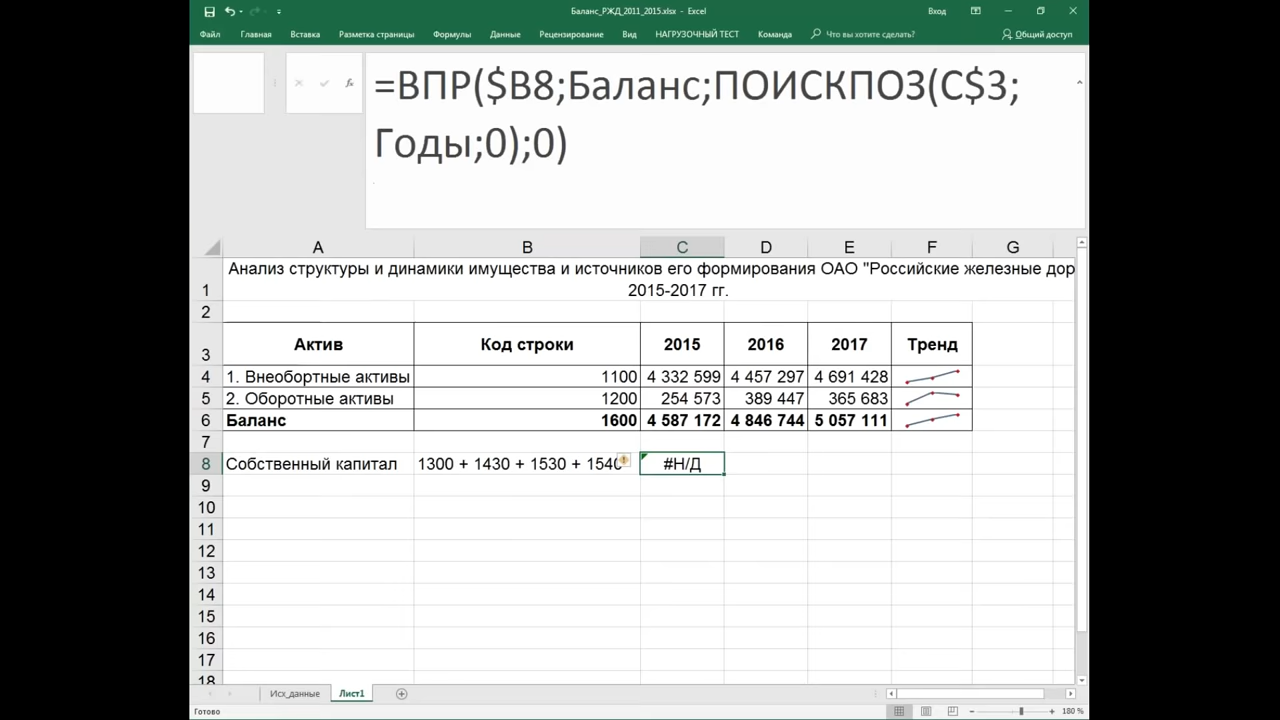 Баланс_РЖД_2011_2015.xlsx - Excel
Вход
Файл Главная Вставка Разметка страницы Формулы Данные Рецензирование Вид НАГРУЗОЧНЫЙ ТЕСТ Команда Что вы хотите сделать? Общий доступ
fx
=ВПР($B8;Баланс;ПОИСКПОЗ(C$3;
Годы;0);0)
A B C D E F G
1 Анализ структуры и динамики имущества и источников его формирования ОАО "Российские железные дор
2015-2017 гг.
2
3 Актив Код строки 2015 2016 2017 Тренд
4 1. Внеобортные активы 1100 4 332 599 4 457 297 4 691 428
5 2. Оборотные активы 1200 254 573 389 447 365 683
6 Баланс 1600 4 587 172 4 846 744 5 057 111
7
8 Собственный капитал 1300 + 1430 + 1530 + 1540 #Н/Д
9
10
11
12
13
14
15
16
17
18
Исх_данные Лист1
Готово 180 %